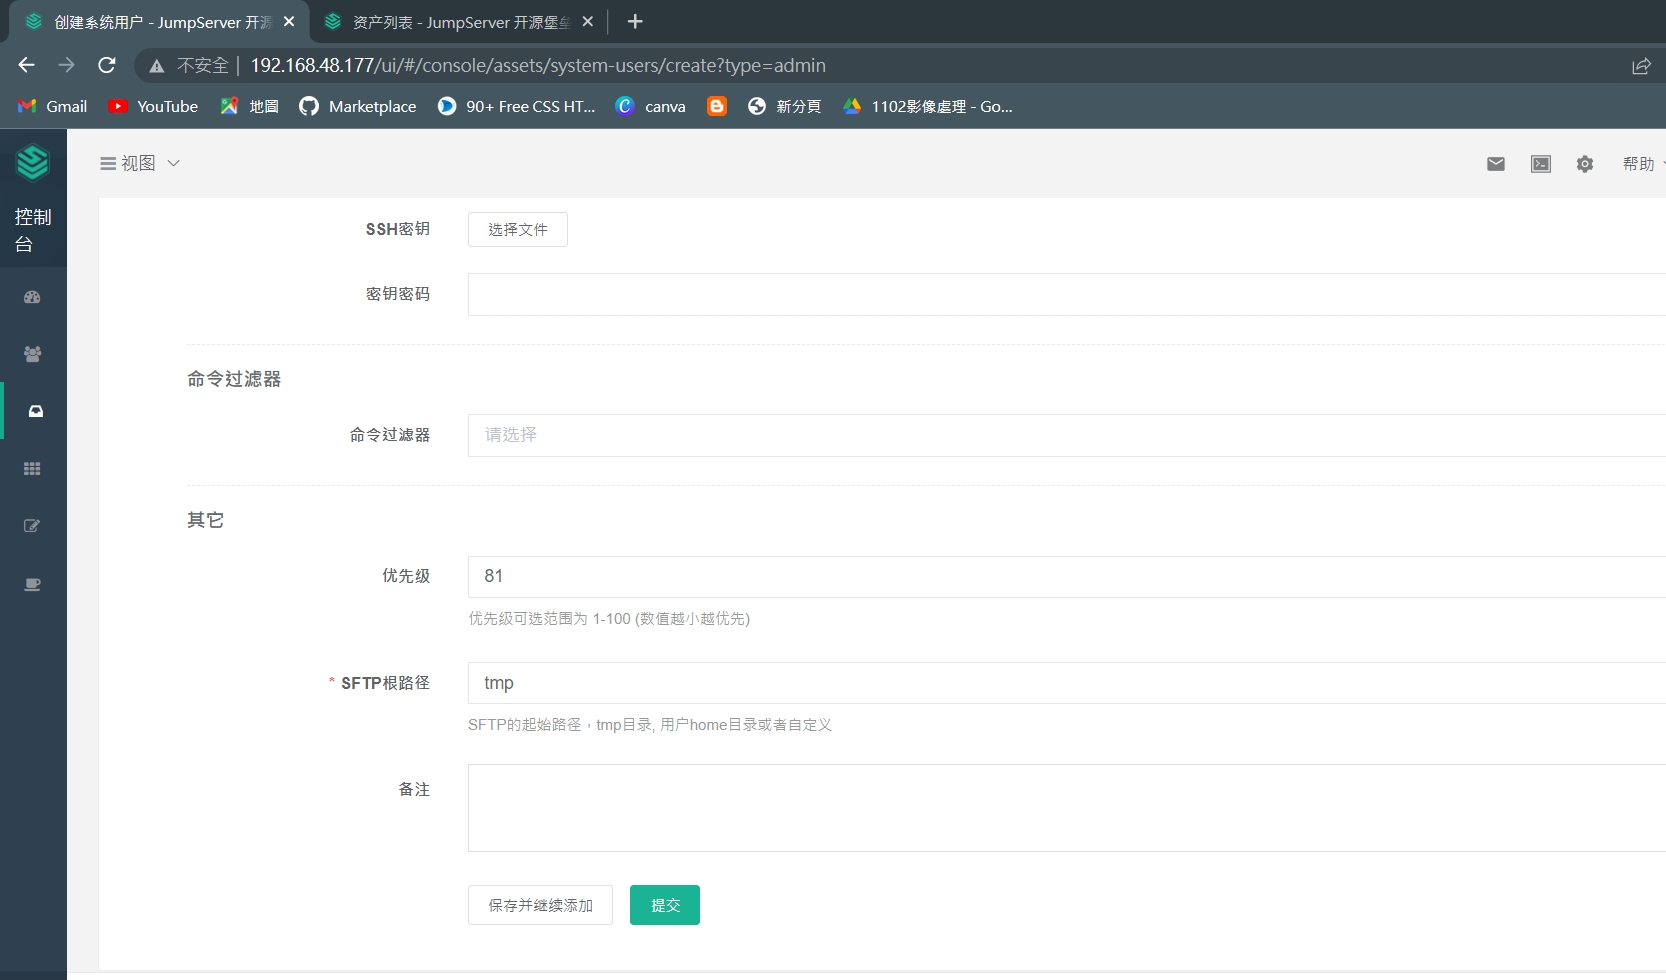 创建系统用户 - JumpServer 开源
资产列表 - JumpServer 开源堡垒
不安全 192.168.48.177/ui/#/console/assets/system-users/create?type=admin
Gmail YouTube 地圖 Marketplace 90+ Free CSS HT... canva 新分頁 1102影像處理 - Go...
控制台
视图
帮助
SSH密钥 选择文件
密钥密码
命令过滤器
命令过滤器 请选择
其它
优先级 81
优先级可选范围为 1-100 (数值越小越优先)
* SFTP根路径 tmp
SFTP的起始路径，tmp目录, 用户home目录或者自定义
备注
保存并继续添加 提交